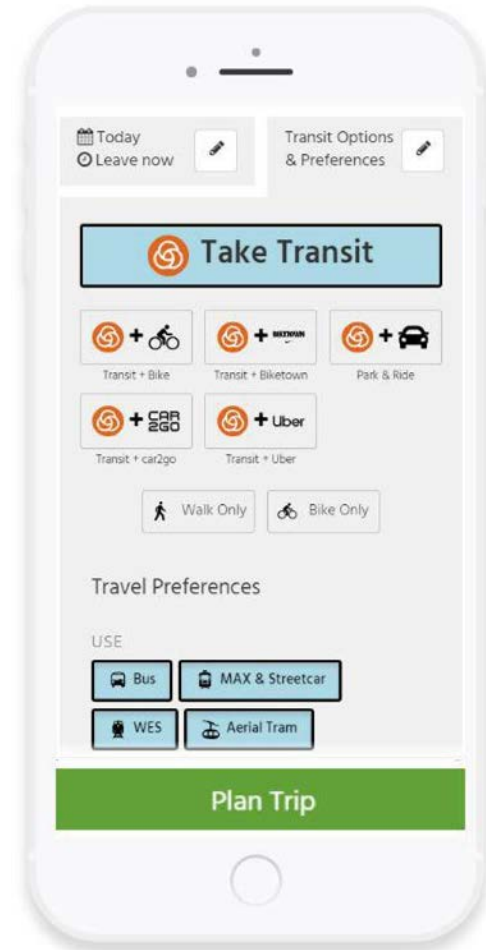 Today
Leave now
Transit Options
& Preferences
Take Transit
+
+ BIKETOWN
+
Transit + Bike
Transit + Biketown
Park & Ride
+ CAR
2GO
+ Uber
Transit + car2go
Transit + Uber
Walk Only
Bike Only
Travel Preferences
USE
Bus
MAX & Streetcar
WES
Aerial Tram
Plan Trip